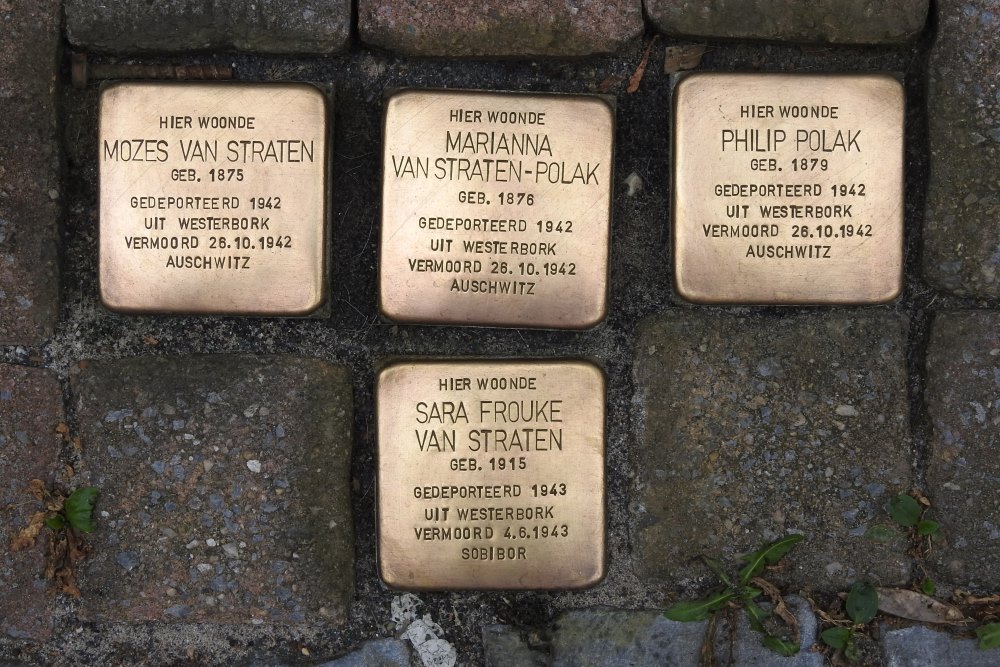 HIER WOONDE
MOZES VAN STRATEN
GEB. 1875
GEDEPORTEERD 1942
UIT WESTERBORK
VERMOORD 26.10.1942
AUSCHWITZ
HIER WOONDE
MARIANNA
VAN STRATEN-POLAK
GEB. 1876
GEDEPORTEERD 1942
UIT WESTERBORK
VERMOORD 26.10.1942
AUSCHWITZ
HIER WOONDE
PHILIP POLAK
GEB. 1879
GEDEPORTEERD 1942
UIT WESTERBORK
VERMOORD 26.10.1942
AUSCHWITZ
HIER WOONDE
SARA FROUKE
VAN STRATEN
GEB. 1915
GEDEPORTEERD 1943
UIT WESTERBORK
VERMOORD 4.6.1943
SOBIBOR